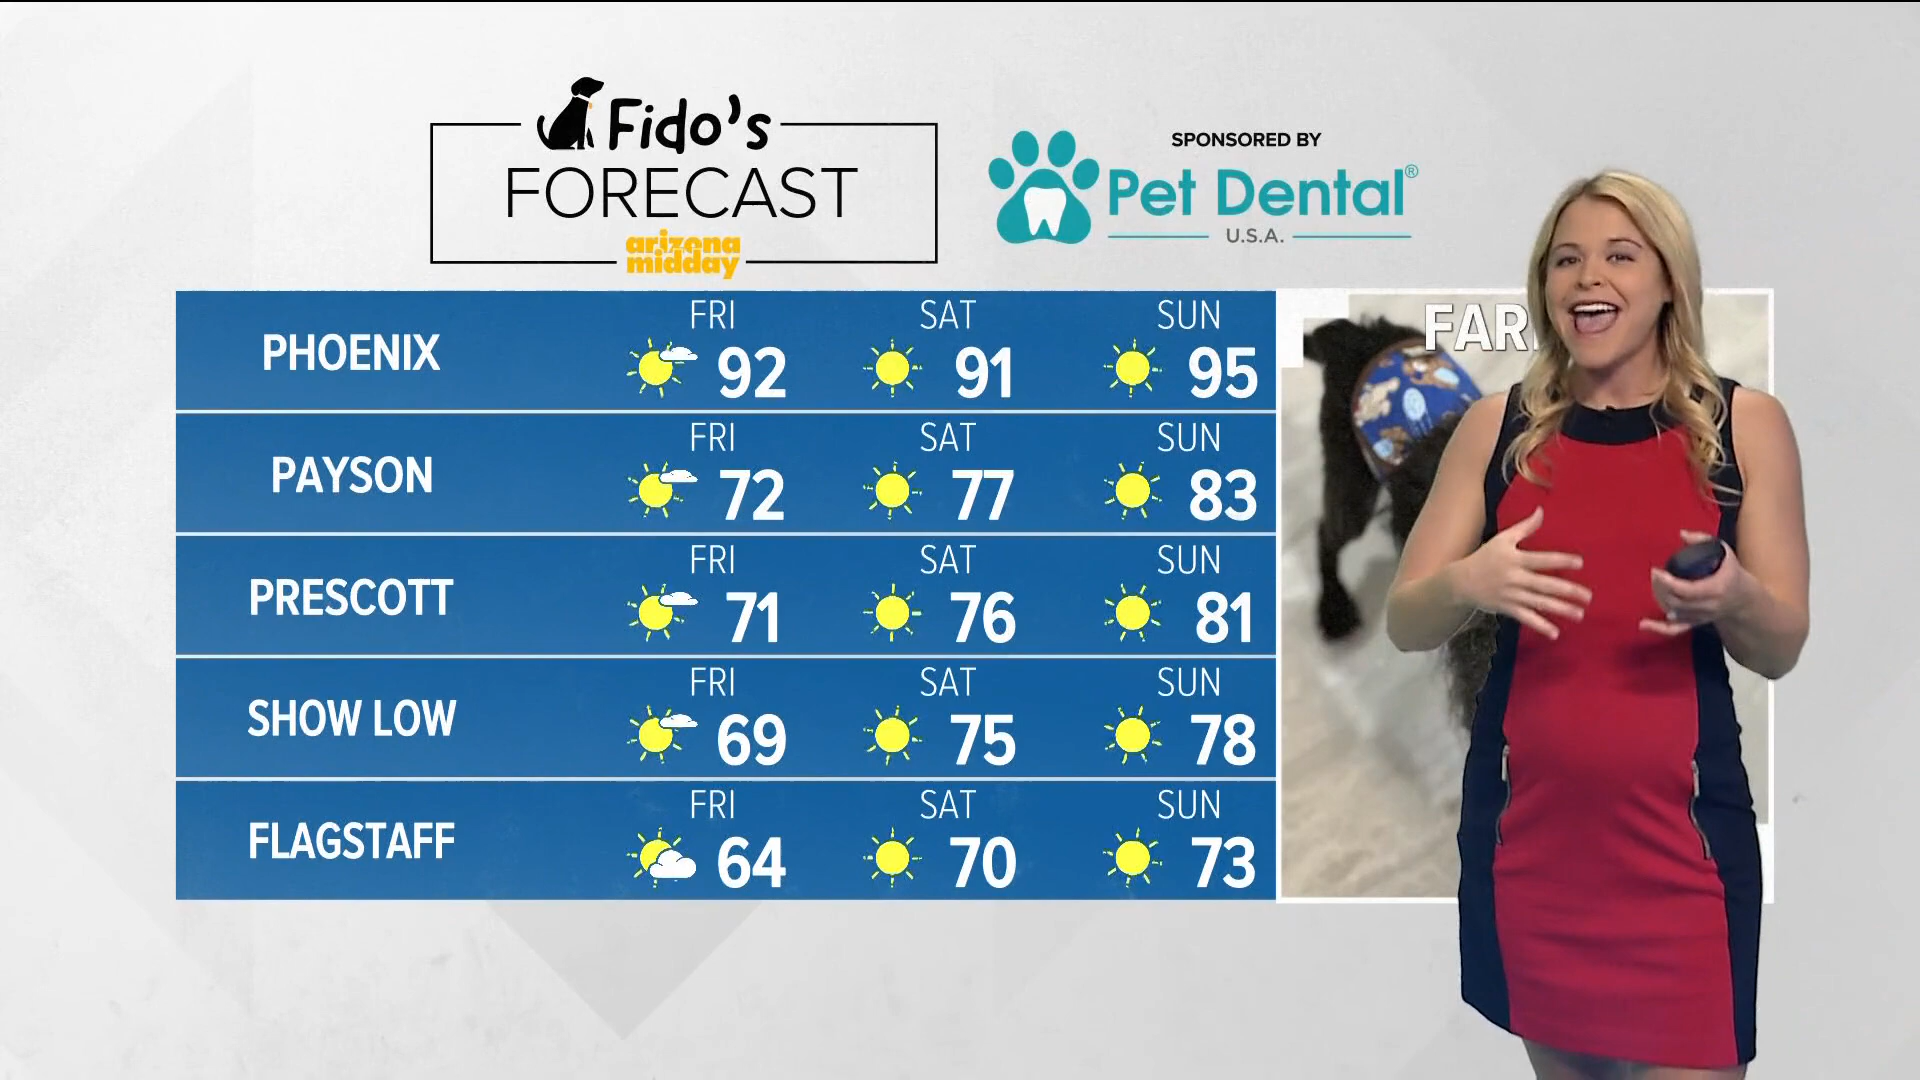 Fido's
FORECAST
arizona
midday
SPONSORED BY
Pet Dental®
U.S.A.
PHOENIX
FRI SAT SUN
92 91 95
PAYSON
FRI SAT SUN
72 77 83
PRESCOTT
FRI SAT SUN
71 76 81
SHOW LOW
FRI SAT SUN
69 75 78
FLAGSTAFF
FRI SAT SUN
64 70 73